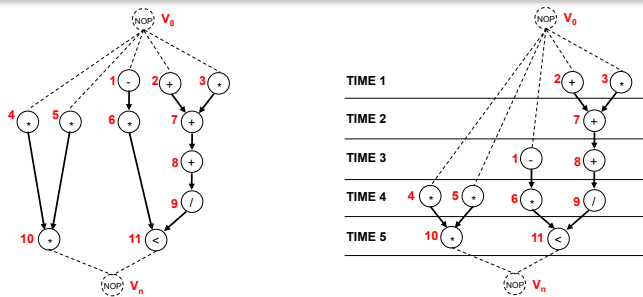 NOP V0
1 - 2 + 3 *
4 * 5 * 6 * 7 +
8 +
9 /
10 * 11 <
NOP Vn
NOP V0
TIME 1 2 + 3 *
TIME 2 7 +
TIME 3 1 - 8 +
TIME 4 4 * 5 * 6 * 9 /
TIME 5 10 * 11 <
NOP Vn